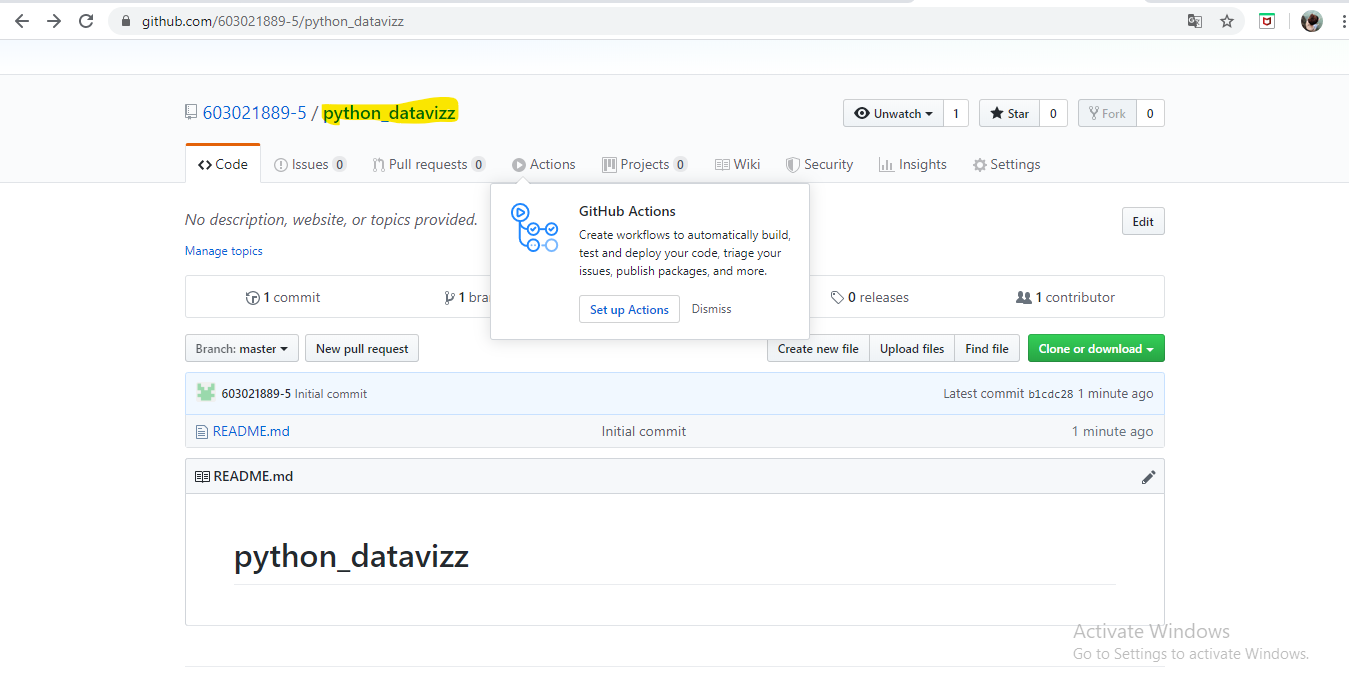 github.com/603021889-5/python_datavizz
603021889-5 / python_datavizz
Unwatch 1 Star 0 Fork 0
Code Issues 0 Pull requests 0 Actions Projects 0 Wiki Security Insights Settings
No description, website, or topics provided.
Edit
Manage topics
GitHub Actions
Create workflows to automatically build,
test and deploy your code, triage your
issues, publish packages, and more.
Set up Actions Dismiss
1 commit 1 bra 0 releases 1 contributor
Branch: master New pull request Create new file Upload files Find file Clone or download
603021889-5 Initial commit Latest commit b1cdc28 1 minute ago
README.md Initial commit 1 minute ago
README.md
python_datavizz
Activate Windows
Go to Settings to activate Windows.